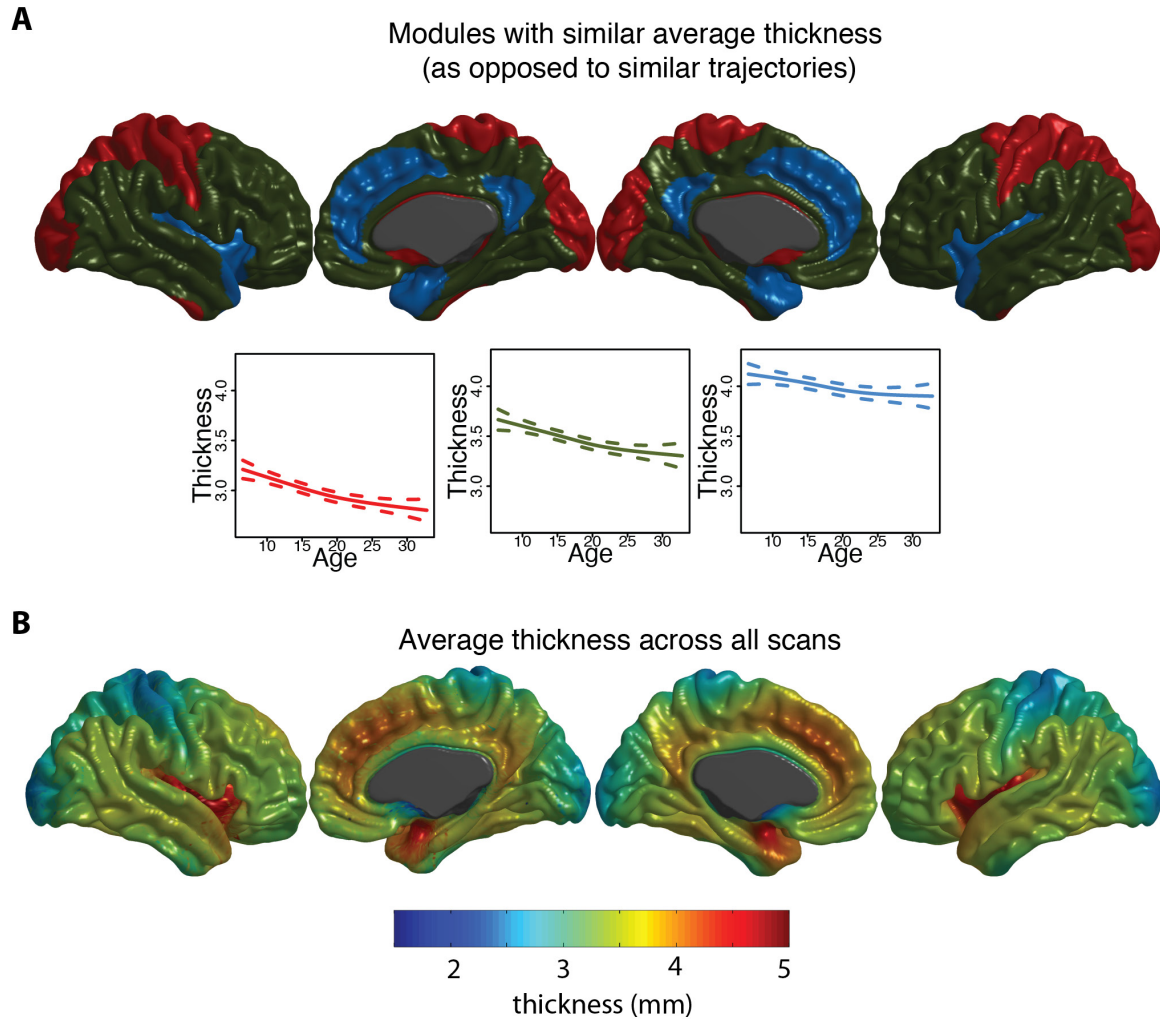 A
Modules with similar average thickness
(as opposed to similar trajectories)
Thickness
4.0
3.5
3.0
10 15 20 25 30
Age
Thickness
4.0
3.5
3.0
10 15 20 25 30
Age
Thickness
4.0
3.5
3.0
10 15 20 25 30
Age
B
Average thickness across all scans
2 3 4 5
thickness (mm)